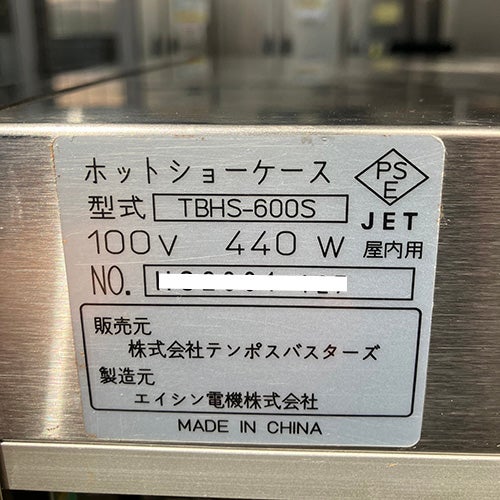 ホットショーケース
PS
E
型式 TBHS-600S
JET
100V 440W 屋内用
NO.
販売元
株式会社テンポスバスターズ
製造元
エイシン電機株式会社
MADE IN CHINA